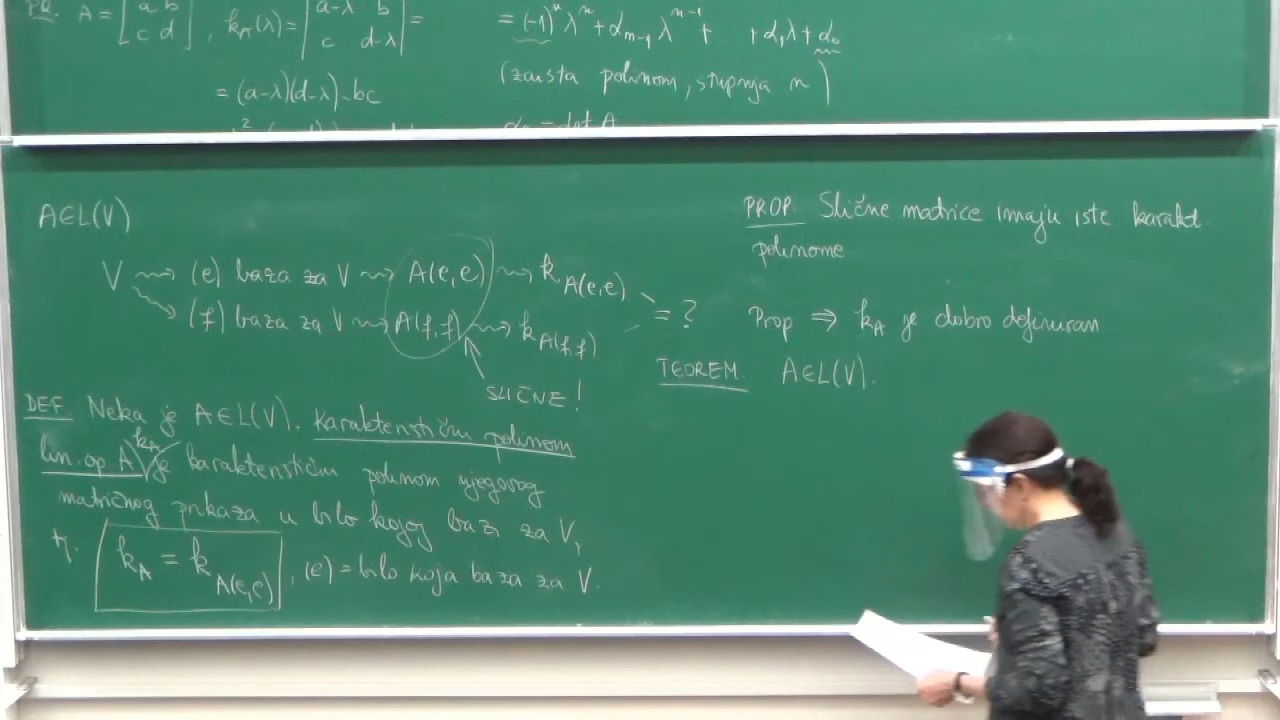 PR. A = [a b; c d], k_A(λ) = |a-λ b; c d-λ| =
= (a-λ)(d-λ) - bc
= (-1)^n λ^n + α_{n-1} λ^{n-1} + + α_1 λ + α_0
(zaista polinom, stupnja n)
α_0 = det A
A∈L(V)
V ⇝ (e) baza za V ⇝ A(e,e) ⇝ k_{A(e,e)}
⇝ (f) baza za V ⇝ A(f,f) ⇝ k_{A(f,f)}
= ?
SLIČNE!
DEF. Neka je A∈L(V). Karakteristični polinom
lin. op A k_A je karakteristični polinom njegovog
matričnog prikaza u bilo kojoj bazi za V,
tj. k_A = k_{A(e,e)}, (e) = bilo koja baza za V.
PROP. Slične matrice imaju iste karakt.
polinome
Prop ⇒ k_A je dobro definiran
TEOREM. A∈L(V).